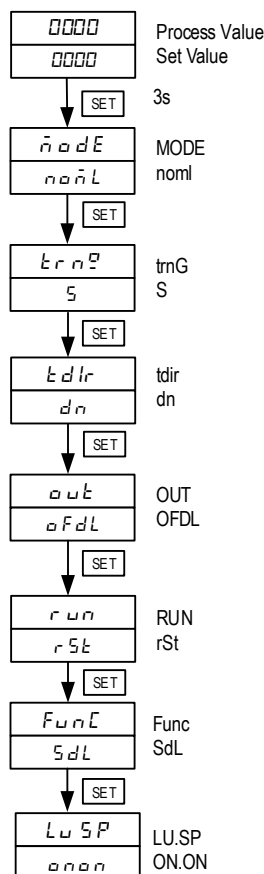 0000
Process Value
0000
Set Value
SET
3s
modE
MODE
noml
noml
SET
trnG
trnG
S
S
SET
tdIr
tdir
dn
dn
SET
out
OUT
oFdL
OFDL
SET
run
RUN
rSt
rSt
SET
FunC
Func
SdL
SdL
SET
LuSP
LU.SP
onon
ON.ON